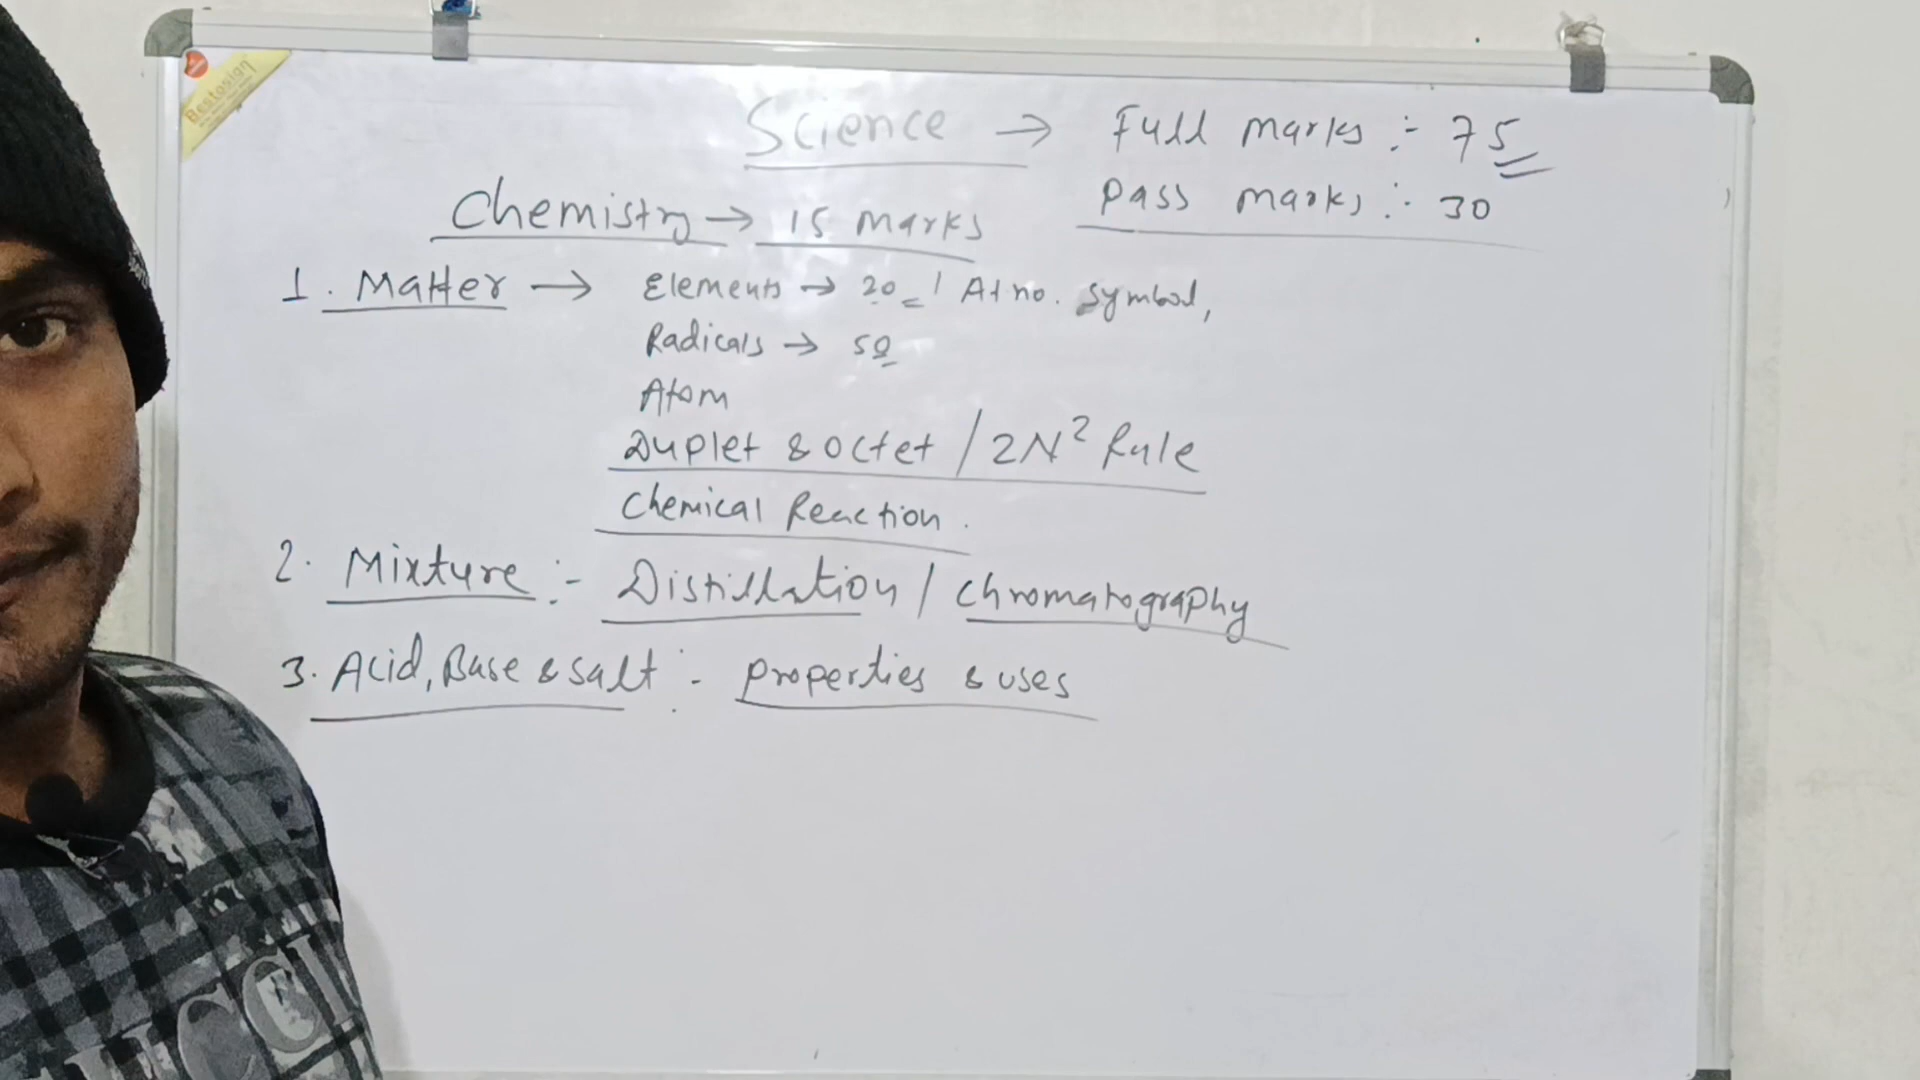 Bestosign
Science → Full marks :- 75
Chemistry → 15 marks
Pass marks :- 30
1. Matter → Elements → 20 / At no. Symbol,
Radicals → 50
Atom
Duplet & Octet / 2N² Rule
Chemical Reaction.
2. Mixture :- Distillation / Chromatography
3. Acid, Base & Salt :- Properties & uses